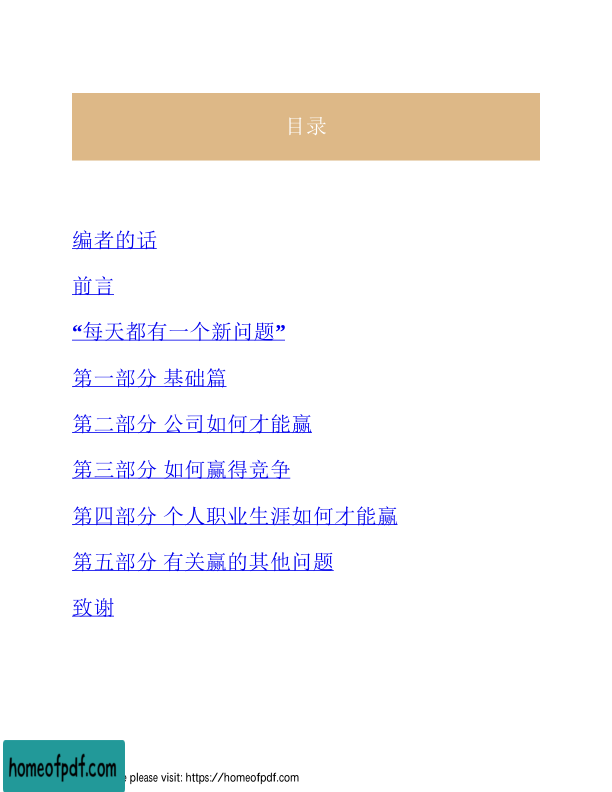 目录
编者的话
前言
“每天都有一个新问题”
第一部分 基础篇
第二部分 公司如何才能赢
第三部分 如何赢得竞争
第四部分 个人职业生涯如何才能赢
第五部分 有关赢的其他问题
致谢
homeofpdf.com
please visit: https://homeofpdf.com